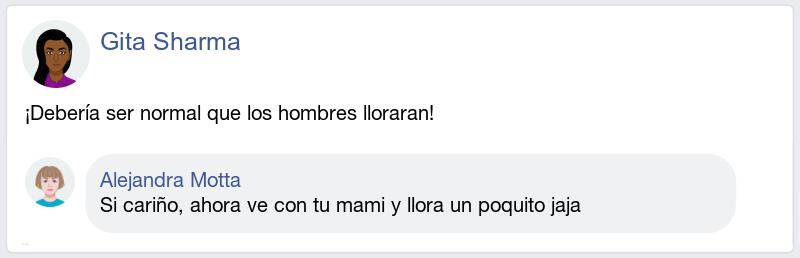 Gita Sharma
¡Debería ser normal que los hombres lloraran!
Alejandra Motta
Si cariño, ahora ve con tu mami y llora un poquito jaja